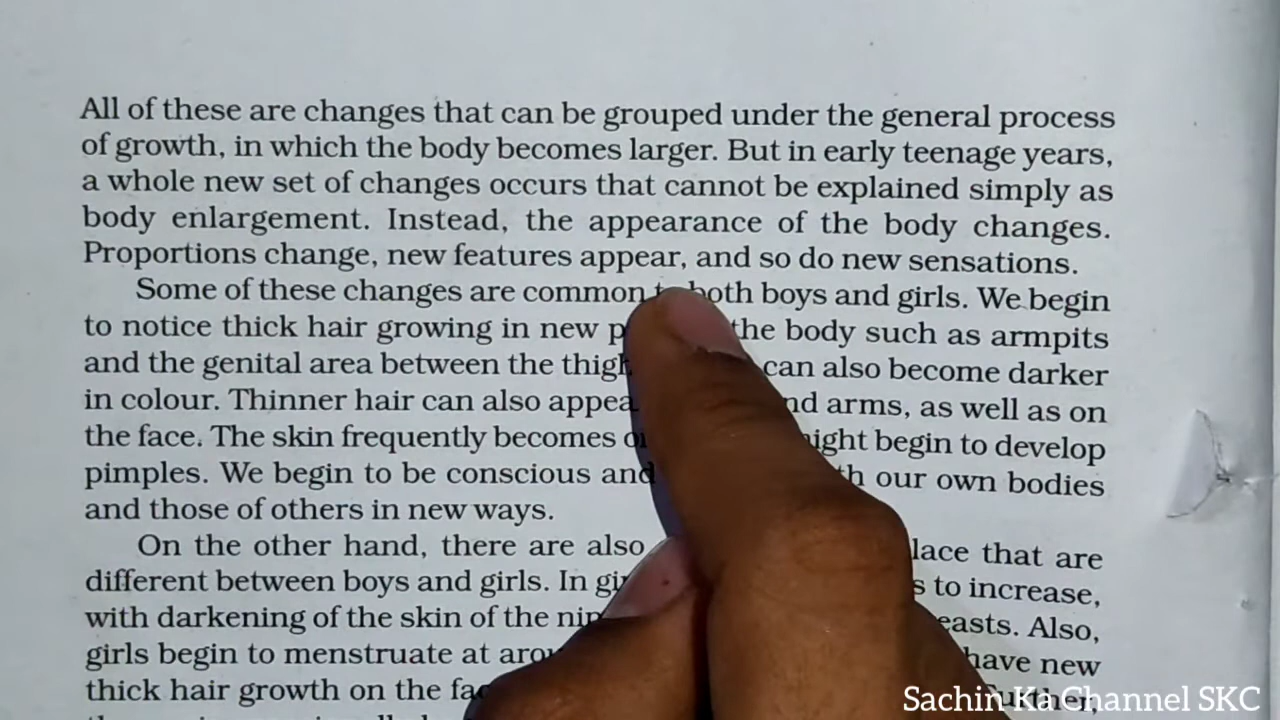 All of these are changes that can be grouped under the general process
of growth, in which the body becomes larger. But in early teenage years,
a whole new set of changes occurs that cannot be explained simply as
body enlargement. Instead, the appearance of the body changes.
Proportions change, new features appear, and so do new sensations.
Some of these changes are common to both boys and girls. We begin
to notice thick hair growing in new the body such as armpits
and the genital area between the can also become darker
in colour. Thinner hair can also and arms, as well as on
the face. The skin frequently becomes might begin to develop
pimples. We begin to be conscious and our own bodies
and those of others in new ways.
On the other hand, there are also that are
different between boys and girls. In to increase,
with darkening of the skin of the breasts. Also,
girls begin to menstruate at have new
thick hair growth on the
Sachin Ka Channel SKC